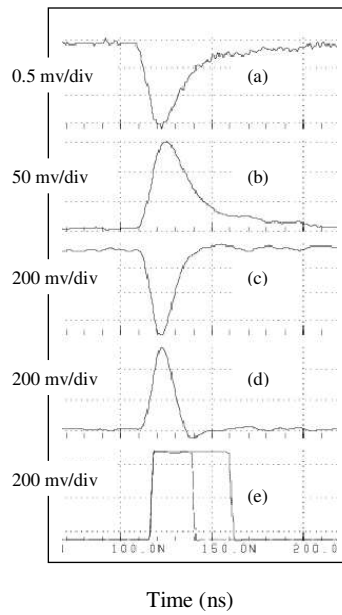 0.5 mv/div
(a)
50 mv/div
(b)
200 mv/div
(c)
200 mv/div
(d)
200 mv/div
(e)
100.0N 150.0N 200.0
Time (ns)